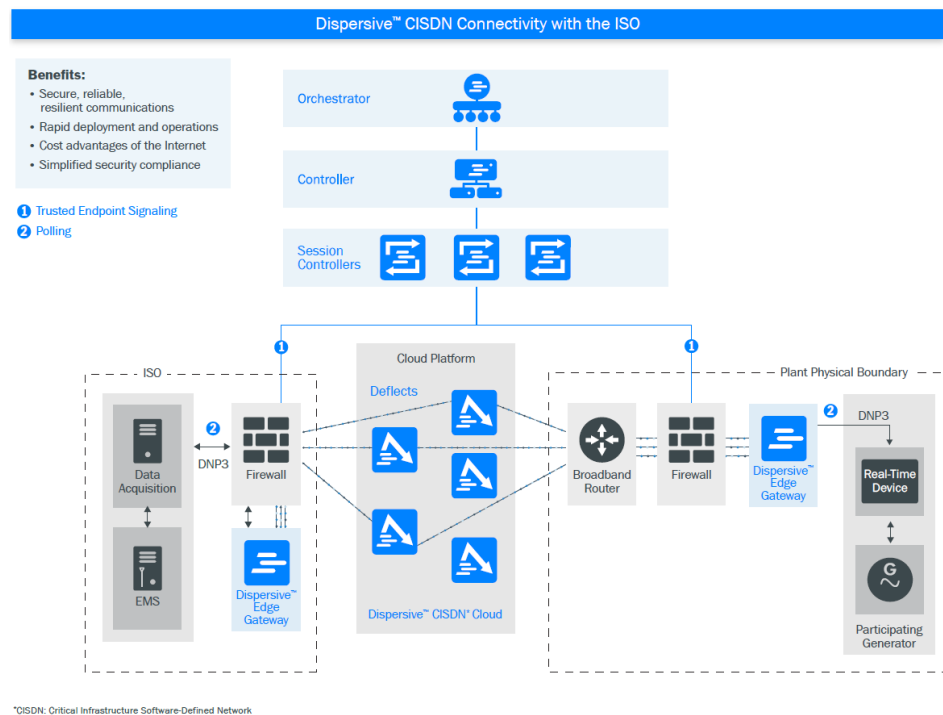 Dispersive™ CISDN Connectivity with the ISO
Benefits:
• Secure, reliable,
resilient communications
• Rapid deployment and operations
• Cost advantages of the Internet
• Simplified security compliance
1 Trusted Endpoint Signaling
2 Polling
Orchestrator
Controller
Session
Controllers
1
1
ISO
Cloud Platform
Plant Physical Boundary
Deflects
2
DNP3
Data
Acquisition
Firewall
EMS
Dispersive™
Edge
Gateway
Dispersive™ CISDN* Cloud
Broadband
Router
Firewall
Dispersive™
Edge
Gateway
2
DNP3
Real-Time
Device
G
Participating
Generator
*CISDN: Critical Infrastructure Software-Defined Network